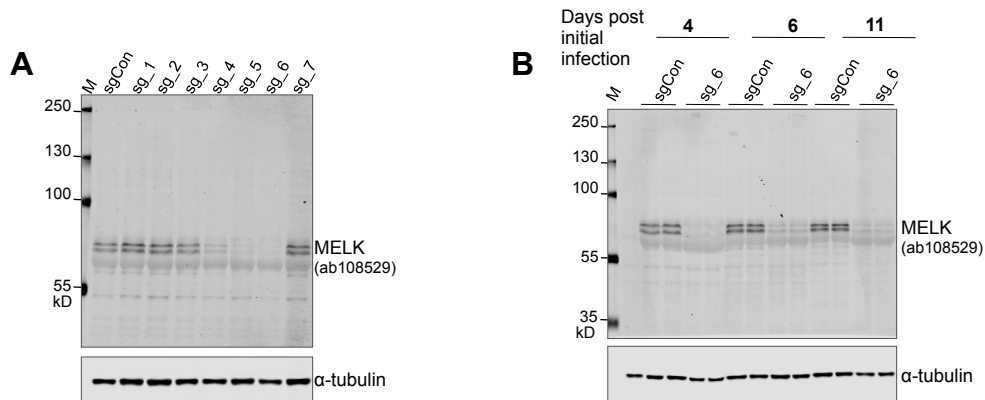 A
M
sgCon
sg_1
sg_2
sg_3
sg_4
sg_5
sg_6
sg_7
250
130
100
55
kD
MELK
(ab108529)
α-tubulin
B
Days post
initial
infection
4
6
11
M
sgCon
sg_6
sgCon
sg_6
sgCon
sg_6
250
130
100
55
35
kD
MELK
(ab108529)
α-tubulin